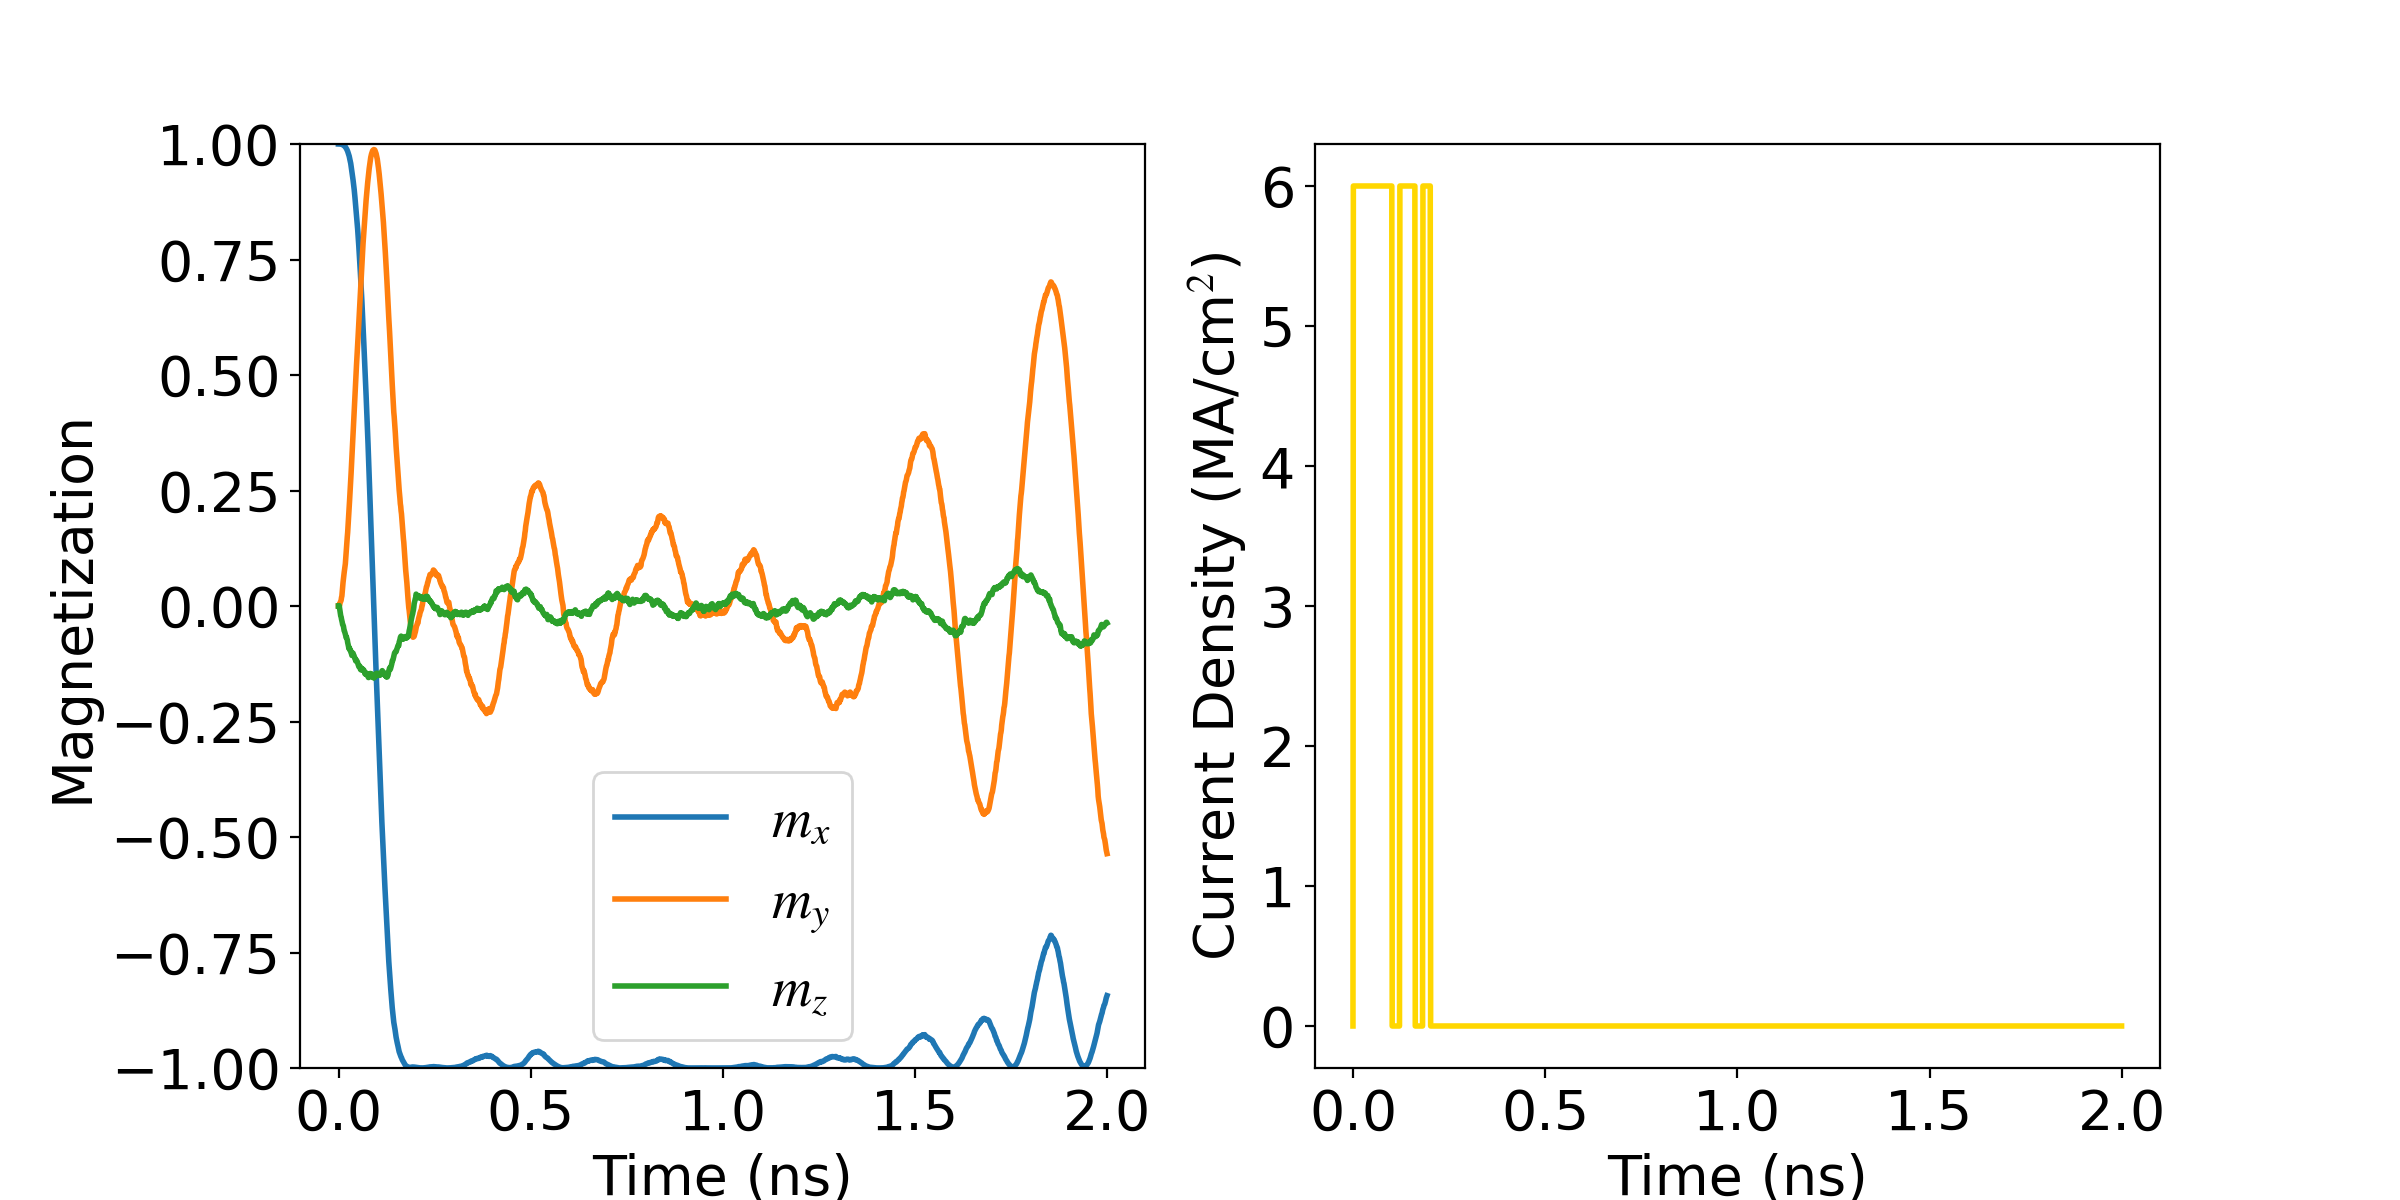 1.00
0.75
0.50
0.25
0.00
−0.25
−0.50
−0.75
−1.00
Magnetization
0.0 0.5 1.0 1.5 2.0
Time (ns)
m_x
m_y
m_z
6
5
4
3
2
1
0
Current Density (MA/cm²)
0.0 0.5 1.0 1.5 2.0
Time (ns)